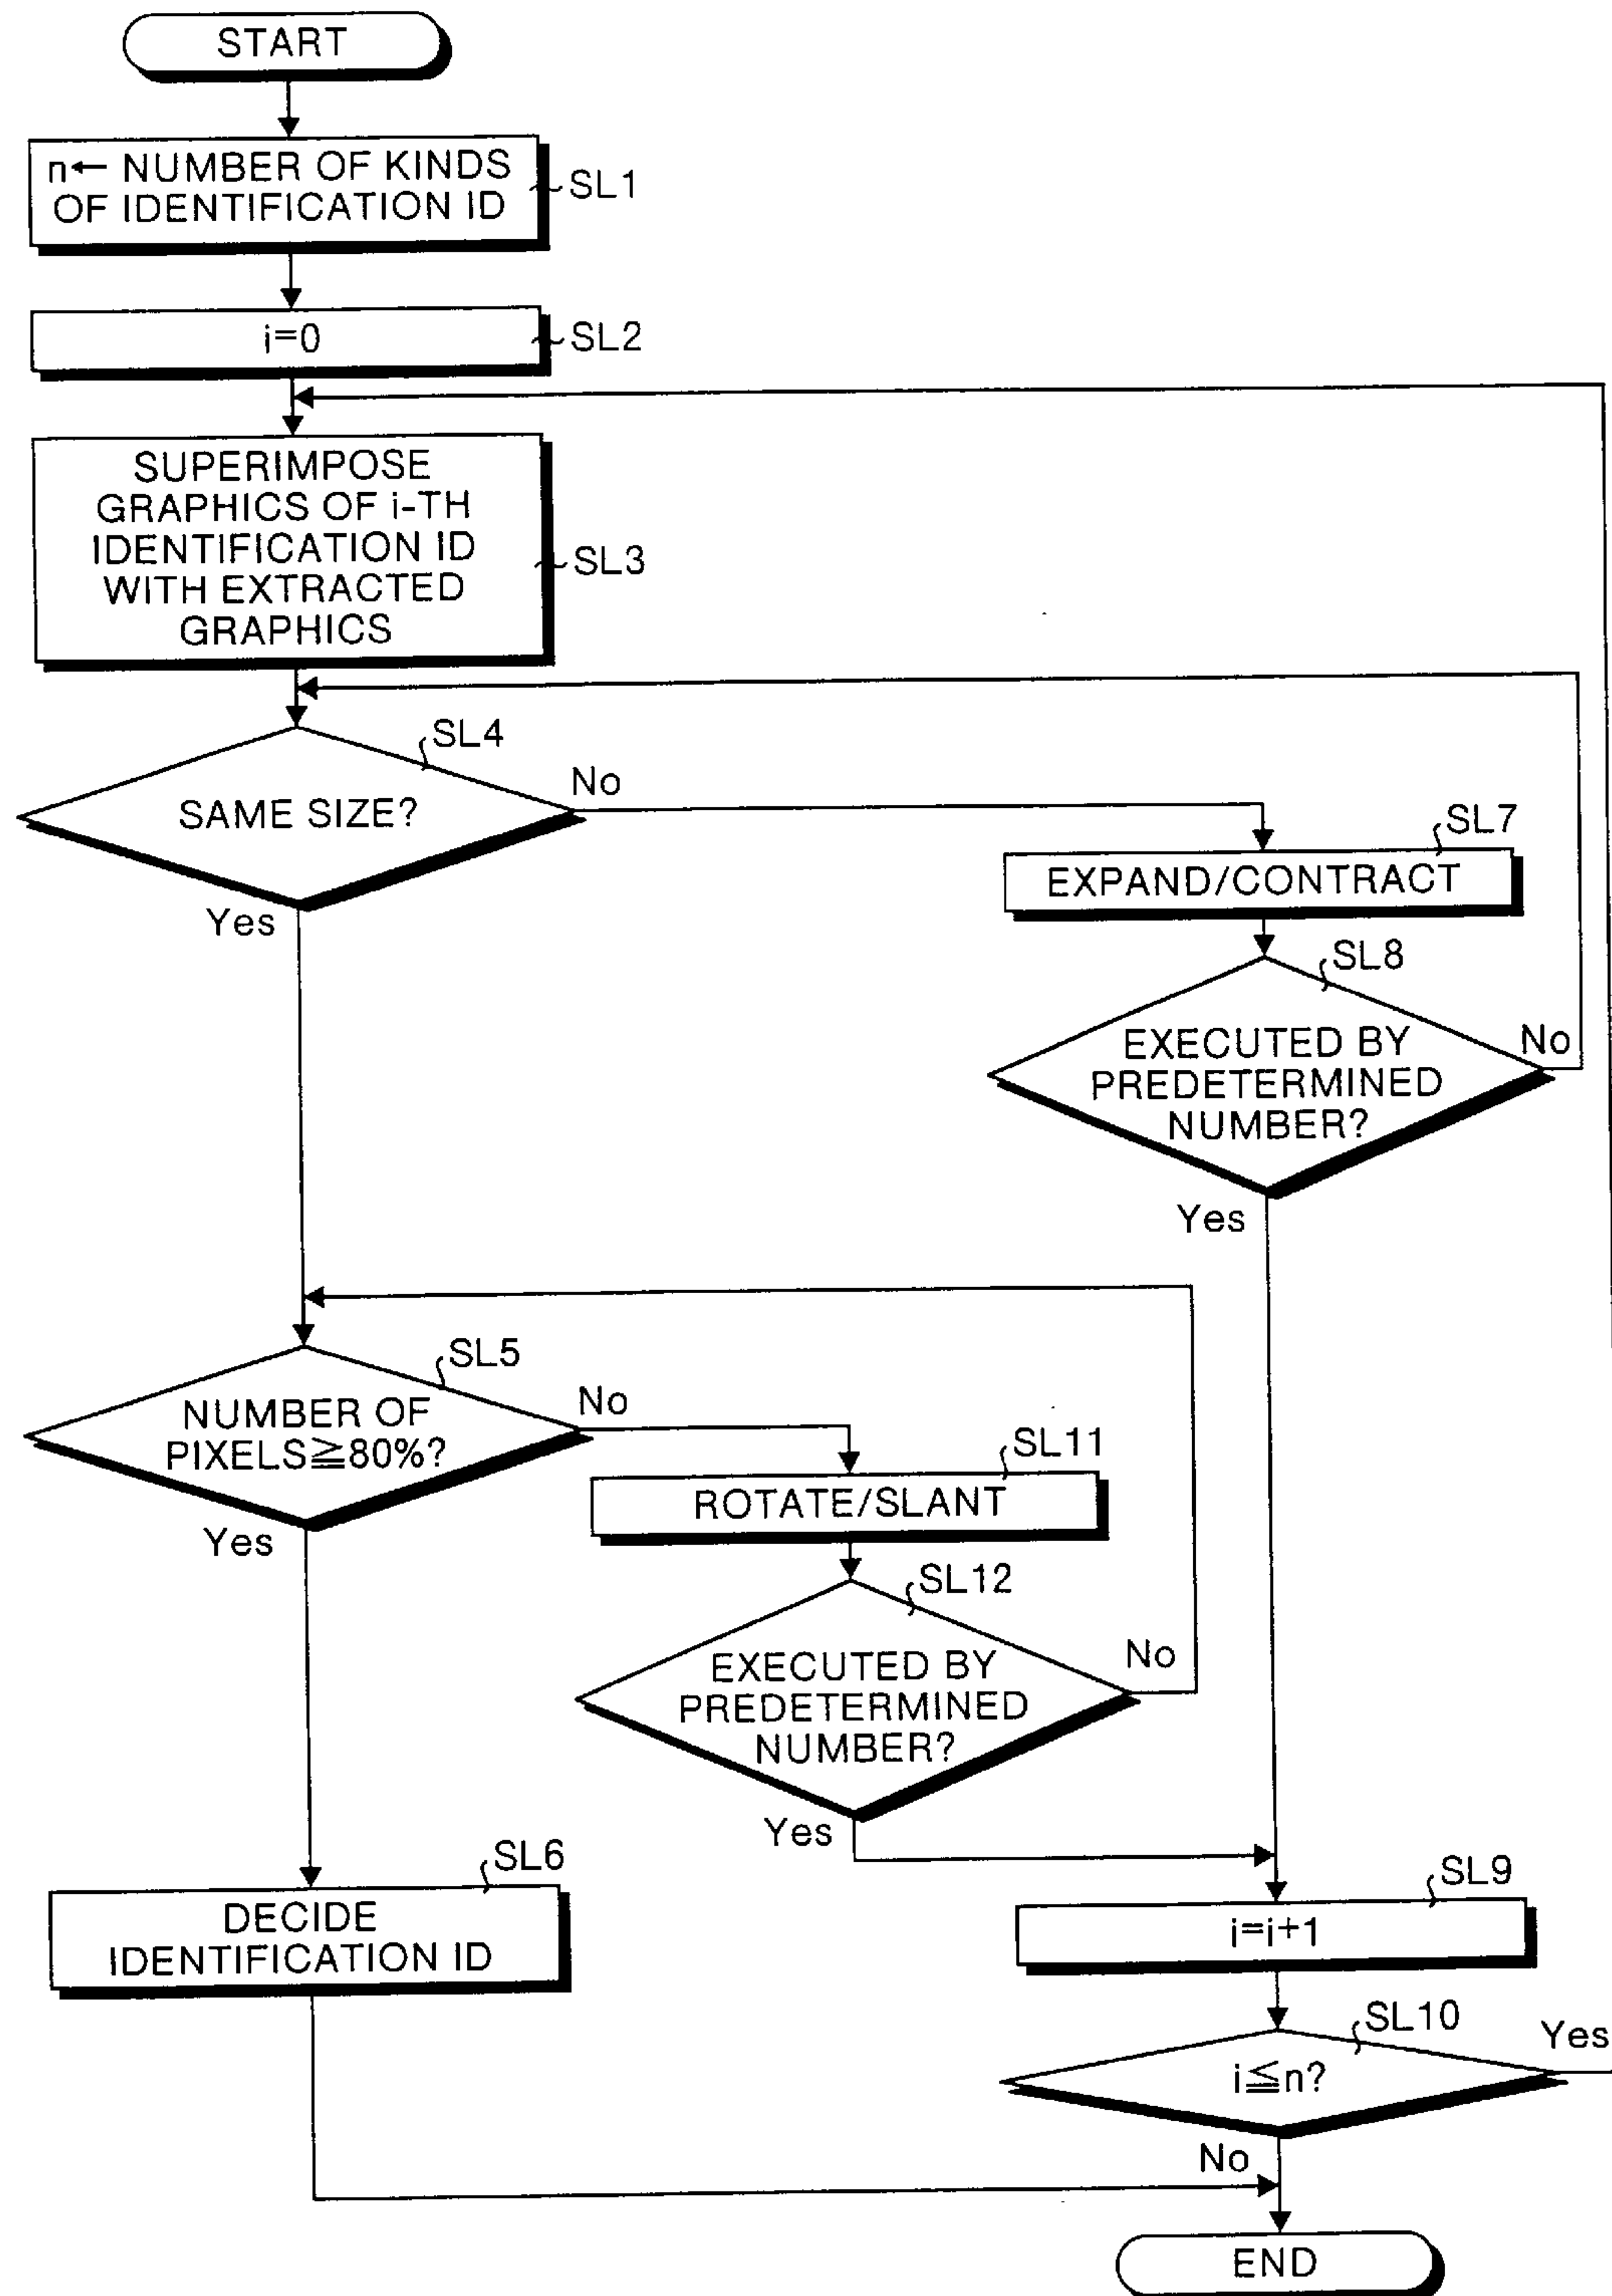 START
n← NUMBER OF KINDS
OF IDENTIFICATION ID
SL1
i=0
SL2
SUPERIMPOSE
GRAPHICS OF i-TH
IDENTIFICATION ID
WITH EXTRACTED
GRAPHICS
SL3
SL4
SAME SIZE?
No
Yes
SL7
EXPAND/CONTRACT
SL8
EXECUTED BY
PREDETERMINED
NUMBER?
No
Yes
SL5
NUMBER OF
PIXELS≧80%?
No
Yes
SL11
ROTATE/SLANT
SL12
EXECUTED BY
PREDETERMINED
NUMBER?
No
Yes
SL6
DECIDE
IDENTIFICATION ID
SL9
i=i+1
SL10
i≦n?
Yes
No
END